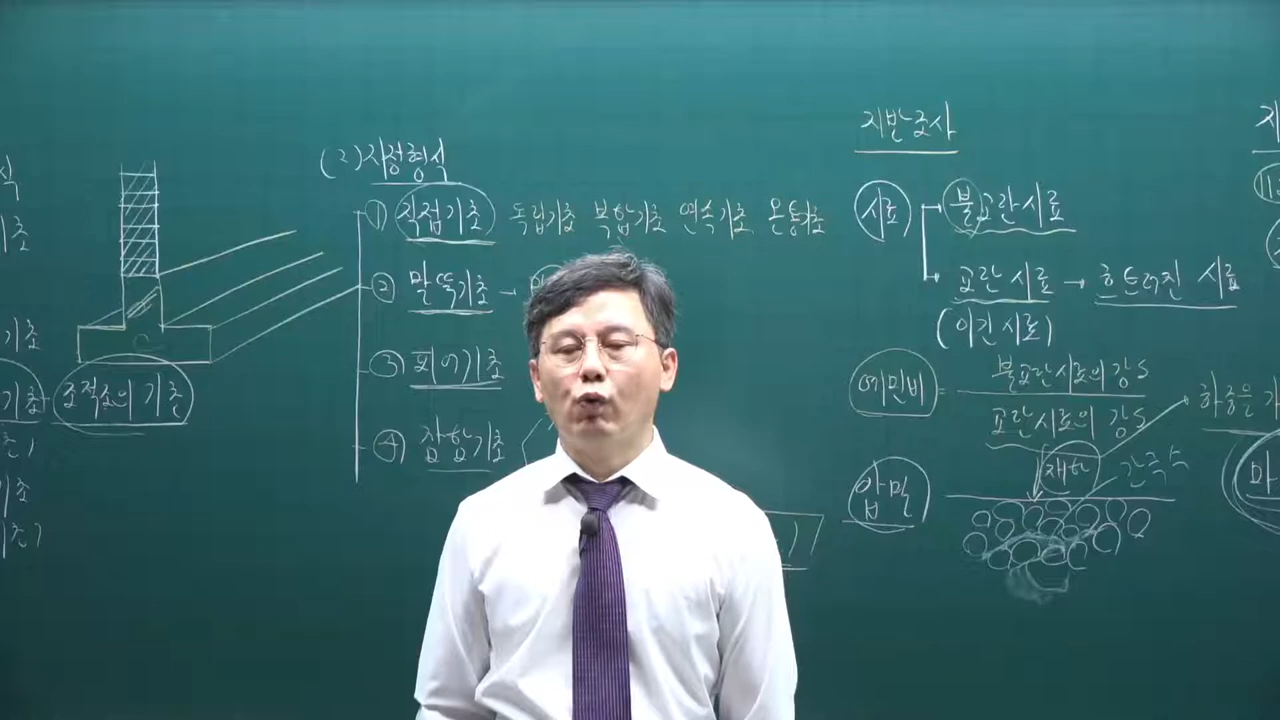 조적조의 기초
(2) 지정형식
① 직접기초 독립기초 복합기초 연속기초 온통기초
② 말뚝기초 →
③ 피어기초
④ 잠함기초
지반조사
시료 불교란시료
교란 시료 → 흐트러진 시료
(이긴시료)
예민비 = 불교란시료의 강S
교란시료의 강S
압밀 재하 간극수
하중을